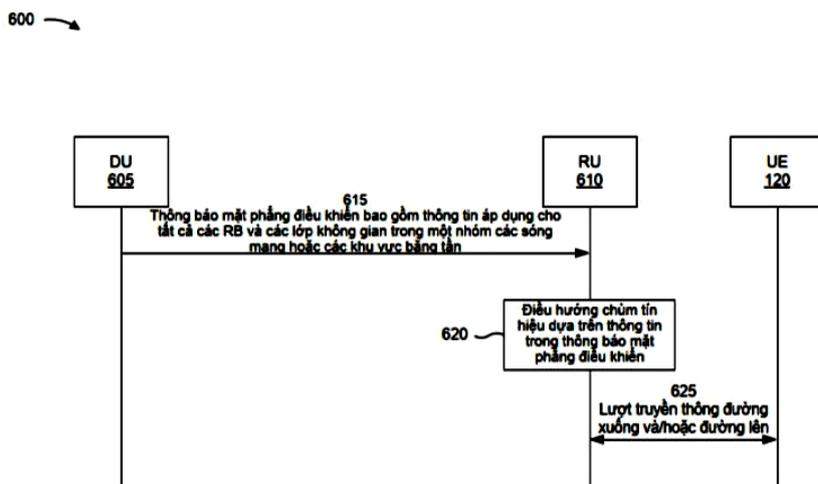 600
DU
605
RU
610
UE
120
615
Thông báo mặt phẳng điều khiển bao gồm thông tin áp dụng cho
tất cả các RB và các lớp không gian trong một nhóm các sóng
mang hoặc các khu vực băng tần
620
Điều hướng chùm tín
hiệu dựa trên thông tin
trong thông báo mặt
phẳng điều khiển
625
Lượt truyền thông đường
xuống và/hoặc đường lên